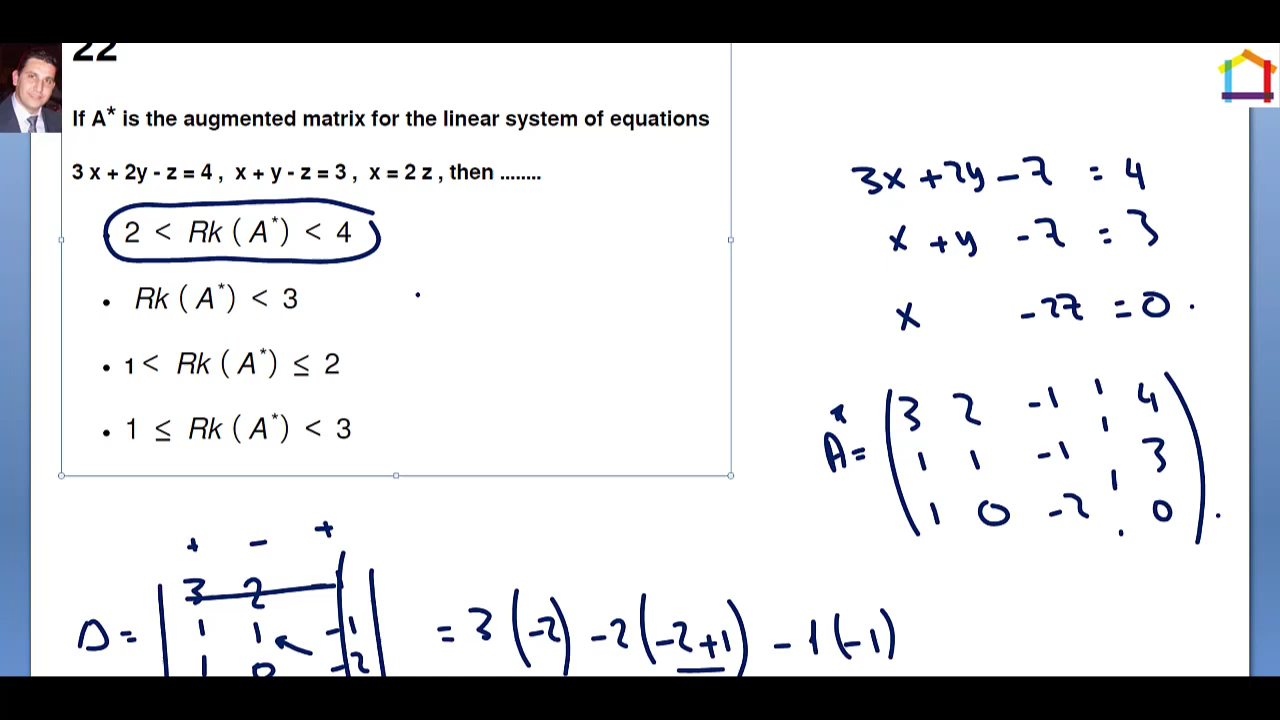 22
If A* is the augmented matrix for the linear system of equations
3 x + 2y - z = 4 , x + y - z = 3 , x = 2 z , then ........
2 < Rk ( A* ) < 4
• Rk ( A* ) < 3
• 1 < Rk ( A* ) ≤ 2
• 1 ≤ Rk ( A* ) < 3
3x + 2y - z = 4
x + y - z = 3
x - 2z = 0 .
3 2 -1 4
A* = 1 1 -1 3
1 0 -2 0 .
+ - +
3 2
Δ = 1 1 -1 = 3 (-2) -2 (-2+1) -1 (-1)
1 0 -2